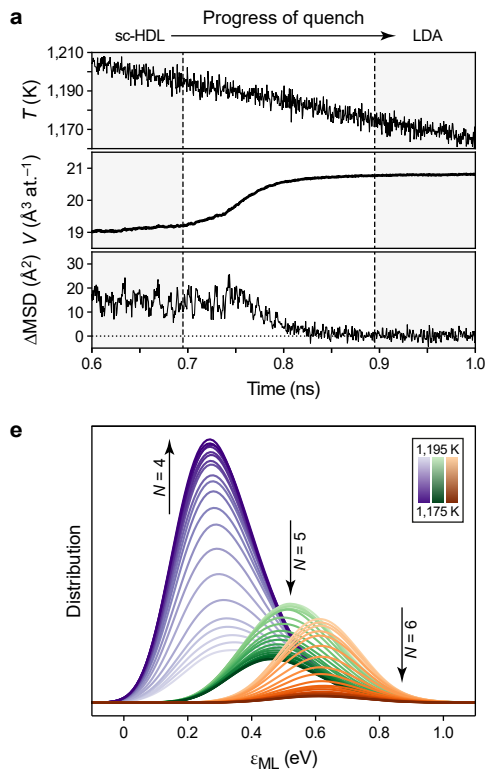 a
Progress of quench
sc-HDL
LDA
1,210
1,190
1,170
T (K)
21
20
19
V (Å³ at.⁻¹)
30
20
10
0
ΔMSD (Å²)
0.6 0.7 0.8 0.9 1.0
Time (ns)
e
N = 4
N = 5
N = 6
1,195 K
1,175 K
Distribution
0 0.2 0.4 0.6 0.8 1.0
εML (eV)